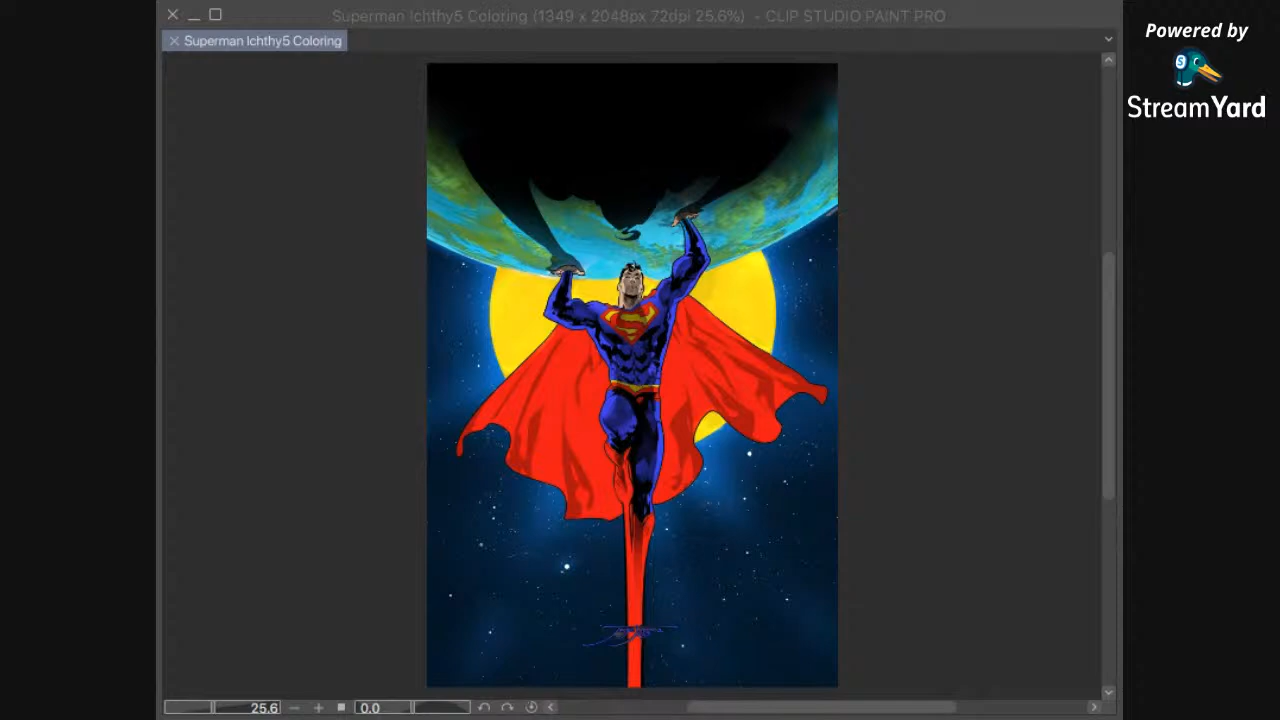 Superman Ichthy5 Coloring (1349 x 2048px 72dpi 25.6%) - CLIP STUDIO PAINT PRO
Superman Ichthy5 Coloring
Powered by
StreamYard
25.6
0.0